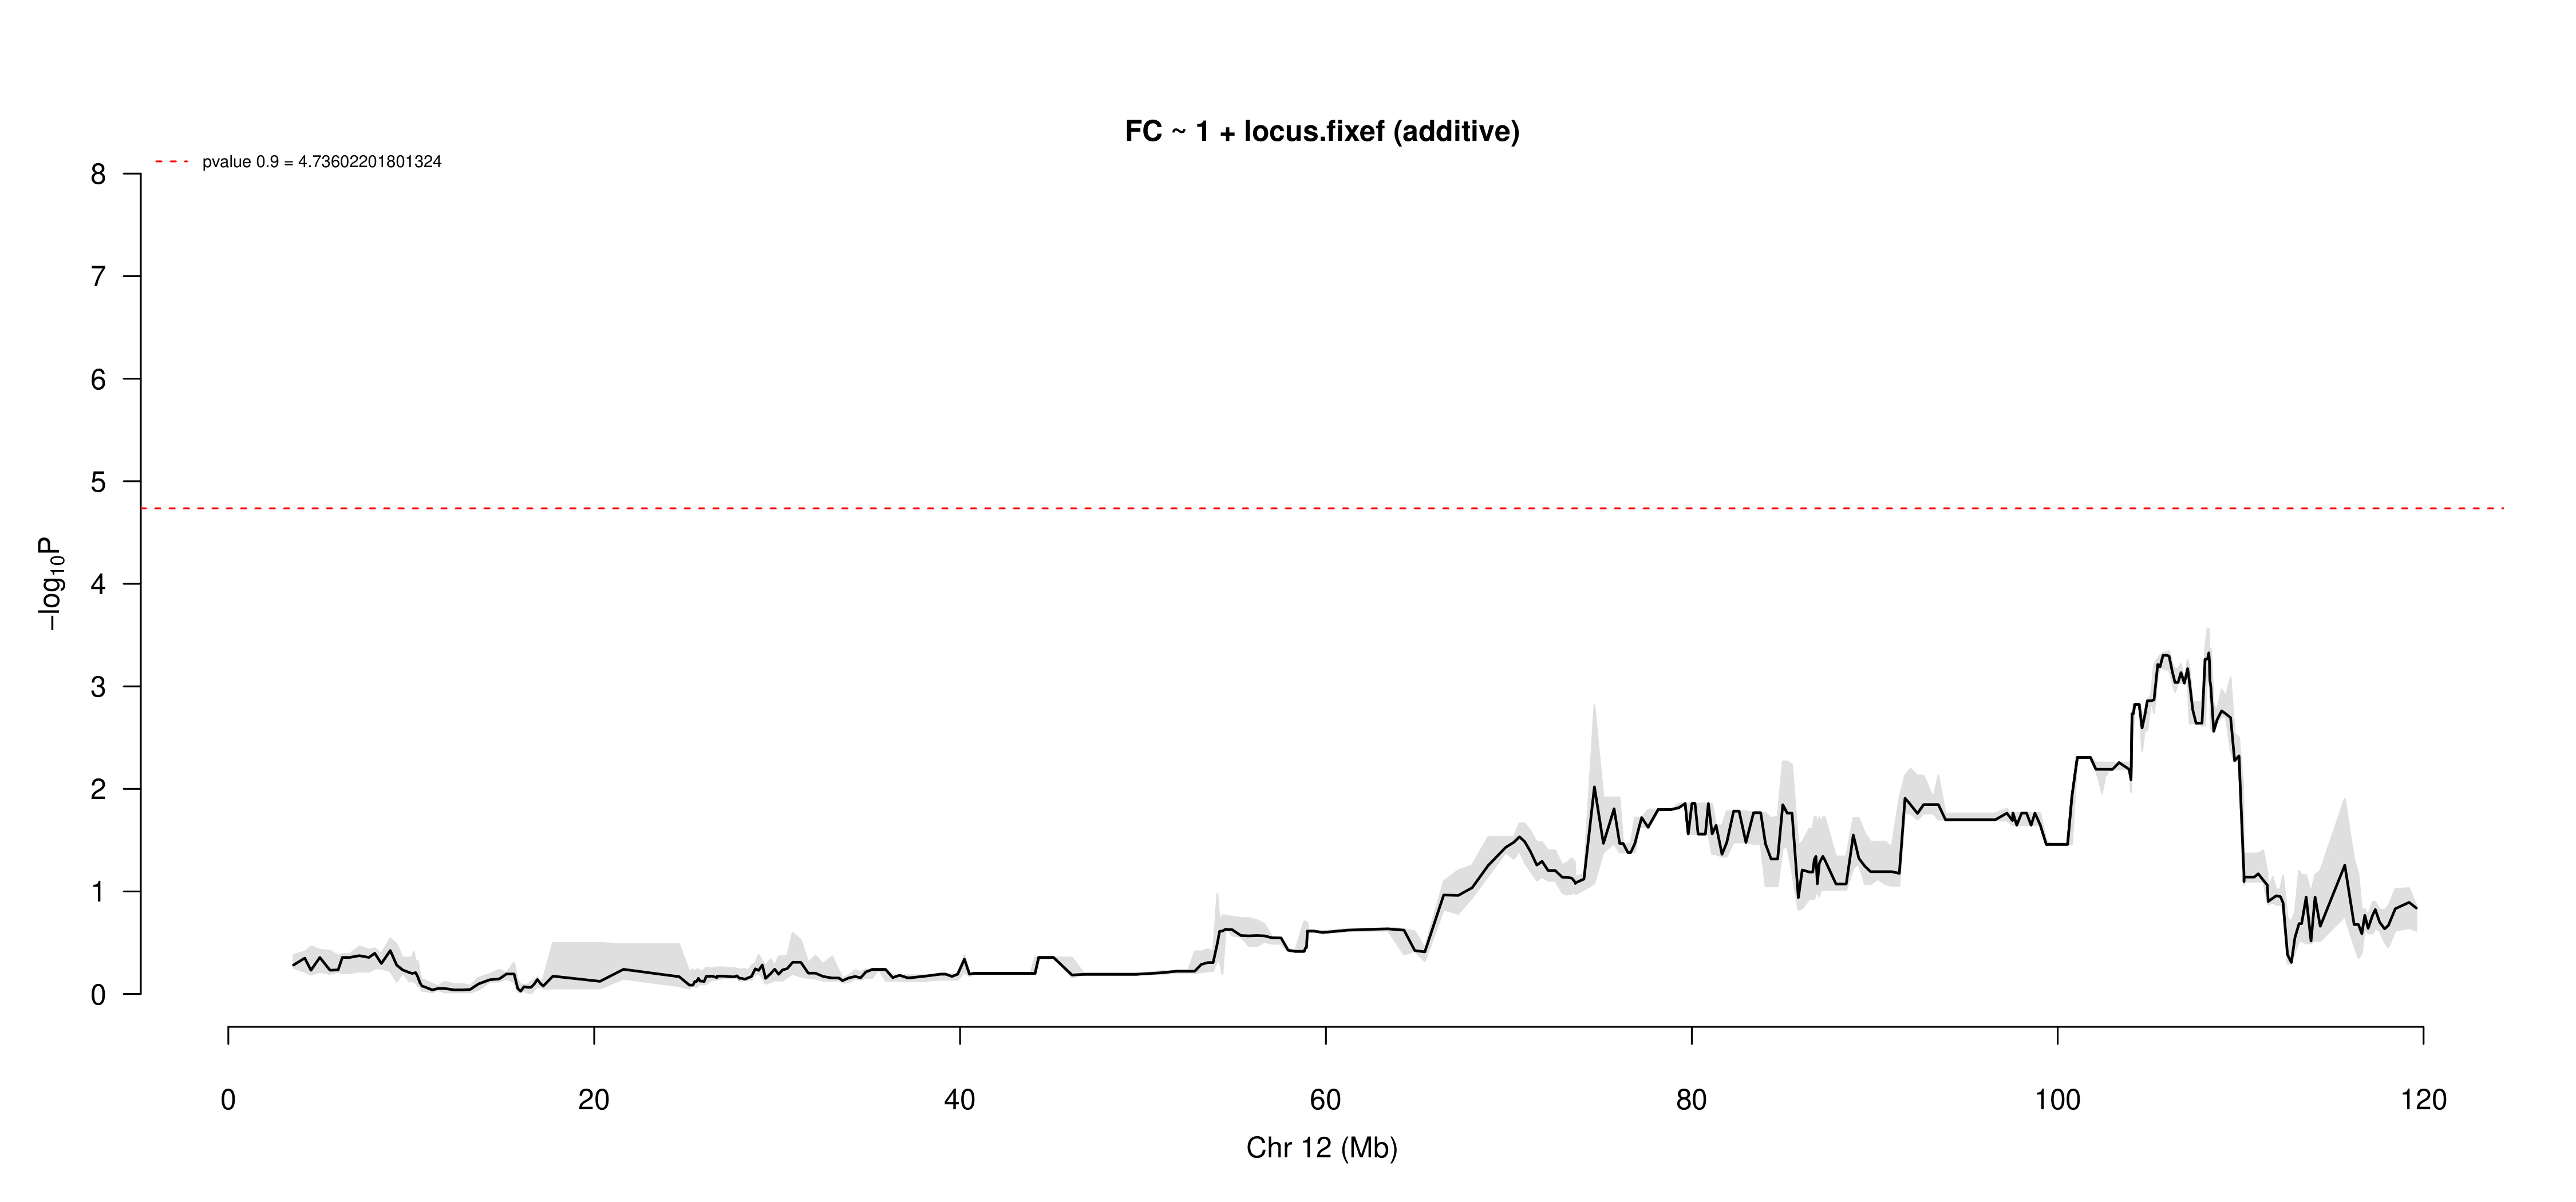 FC ~ 1 + locus.fixef (additive)
pvalue 0.9 = 4.73602201801324
8
7
6
5
4
3
2
1
0
−log10P
0 20 40 60 80 100 120
Chr 12 (Mb)